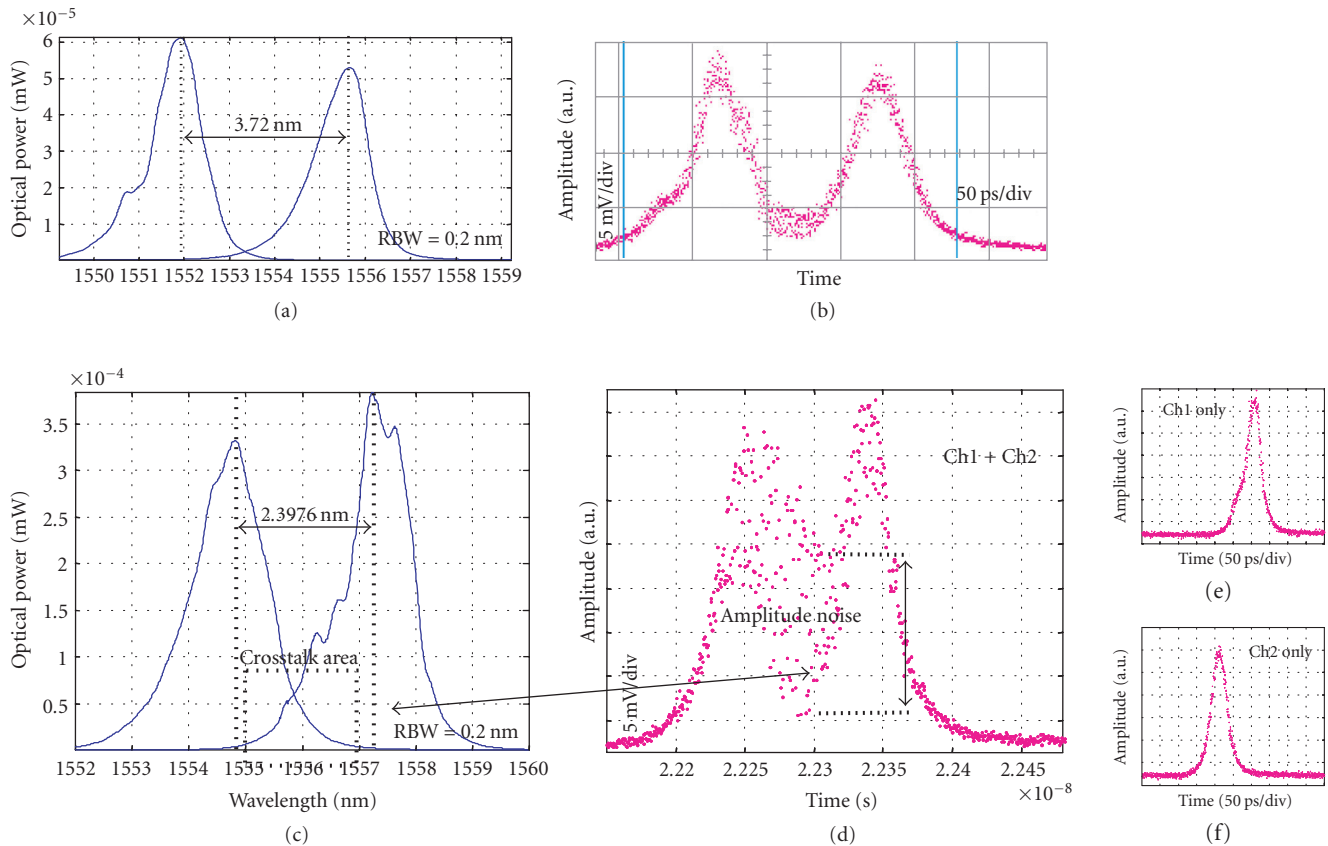 ×10⁻⁵
Optical power (mW)
6
5
4
3
2
1
3.72 nm
RBW = 0.2 nm
1550 1551 1552 1553 1554 1555 1556 1557 1558 1559
(a)
Amplitude (a.u.)
5 mV/div
50 ps/div
Time
(b)
×10⁻⁴
Optical power (mW)
3.5
3
2.5
2
1.5
1
0.5
2.3976 nm
Crosstalk area
RBW = 0.2 nm
1552 1553 1554 1555 1556 1557 1558 1559 1560
Wavelength (nm)
(c)
Amplitude (a.u.)
Ch1 + Ch2
Amplitude noise
5 mV/div
2.22 2.225 2.23 2.235 2.24 2.245
Time (s)
×10⁻⁸
(d)
Amplitude (a.u.)
Ch1 only
Time (50 ps/div)
(e)
Amplitude (a.u.)
Ch2 only
Time (50 ps/div)
(f)